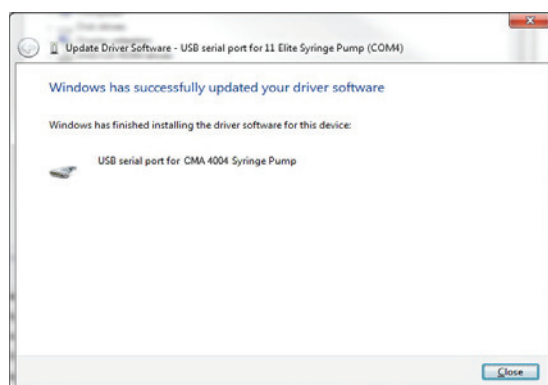 Update Driver Software - USB serial port for 11 Elite Syringe Pump (COM4)
Windows has successfully updated your driver software
Windows has finished installing the driver software for this device:
USB serial port for CMA 4004 Syringe Pump
Close